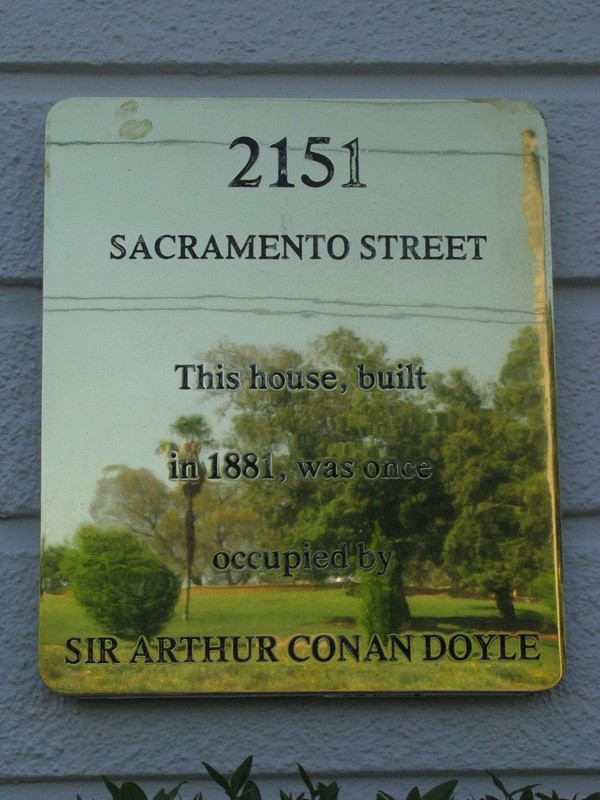 2151
SACRAMENTO STREET
This house, built
in 1881, was once
occupied by
SIR ARTHUR CONAN DOYLE